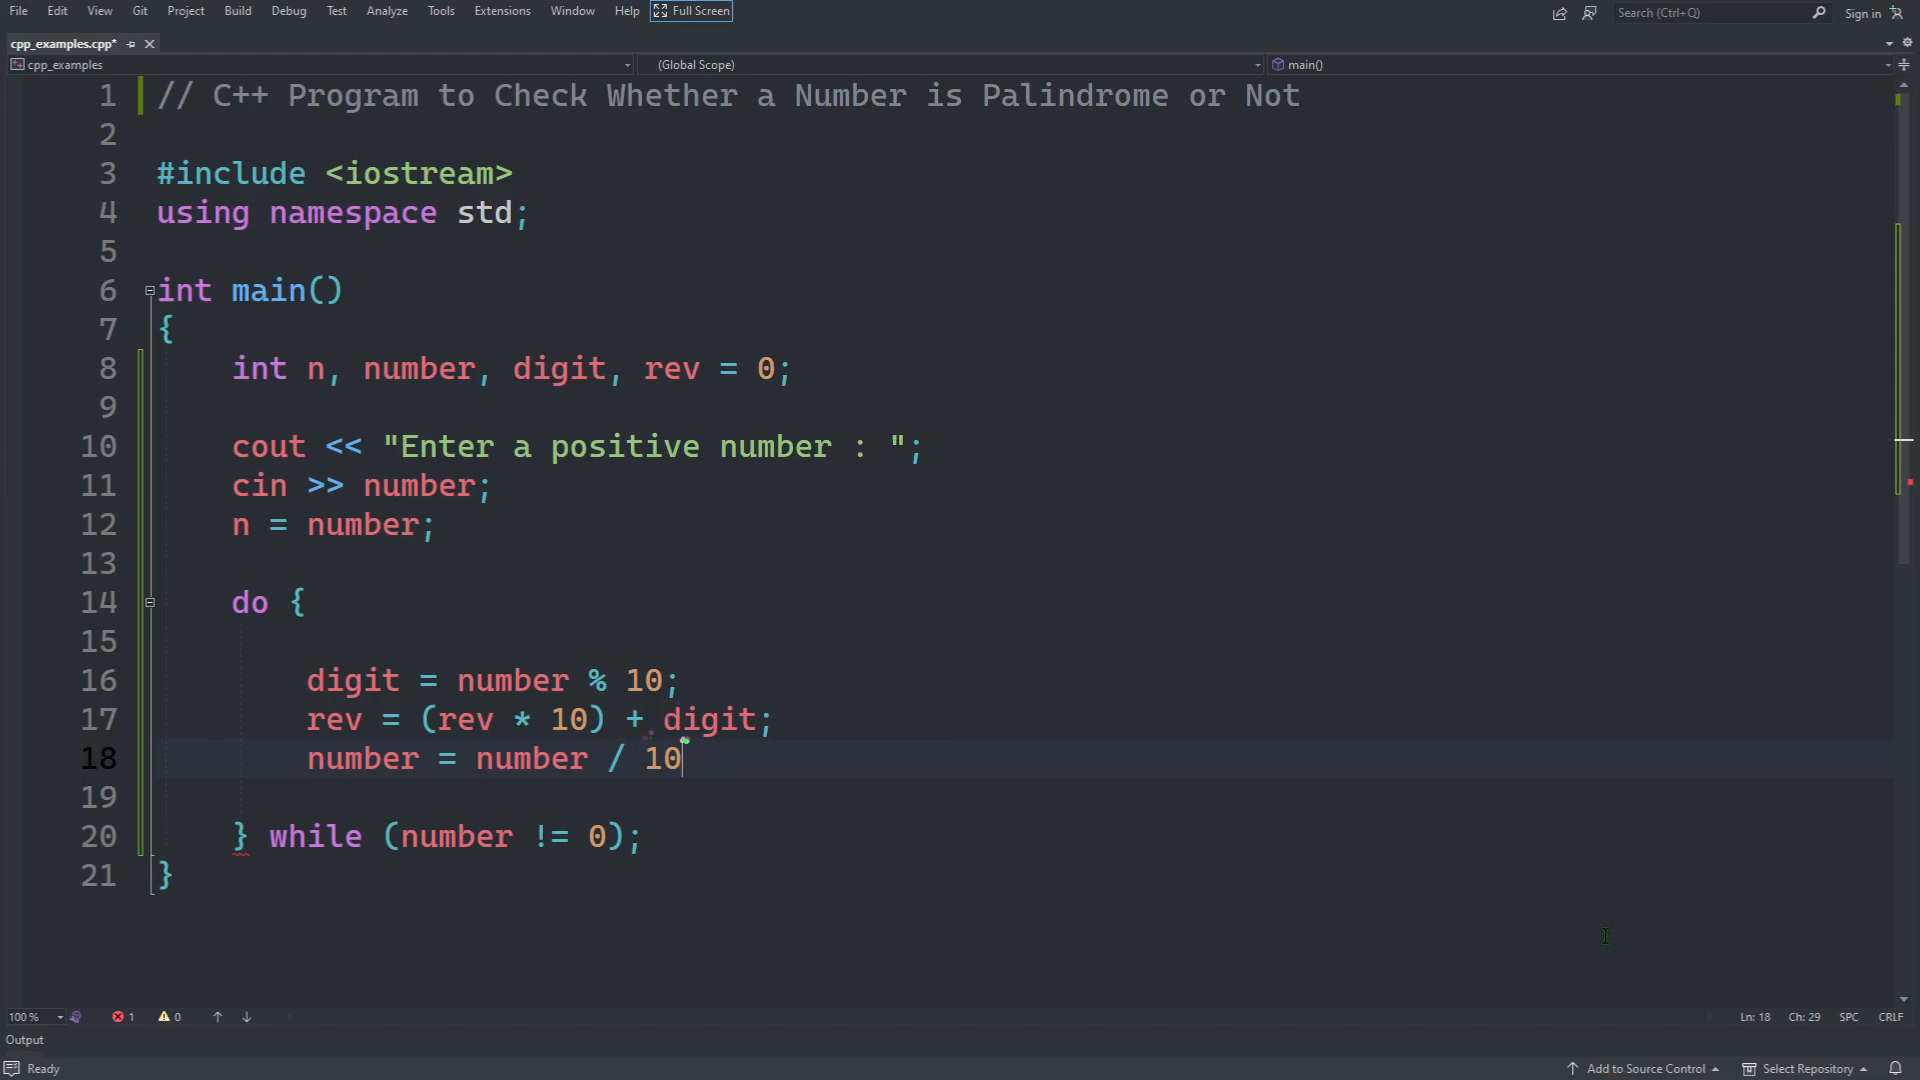 File Edit View Git Project Build Debug Test Analyze Tools Extensions Window Help Full Screen Search (Ctrl+Q) Sign in
cpp_examples.cpp*
cpp_examples (Global Scope) main()
1 // C++ Program to Check Whether a Number is Palindrome or Not
2
3 #include <iostream>
4 using namespace std;
5
6 int main()
7 {
8 int n, number, digit, rev = 0;
9
10 cout << "Enter a positive number : ";
11 cin >> number;
12 n = number;
13
14 do {
15
16 digit = number % 10;
17 rev = (rev * 10) + digit;
18 number = number / 10
19
20 } while (number != 0);
21 }
100 % 1 0 Ln: 18 Ch: 29 SPC CRLF
Output
Ready Add to Source Control Select Repository